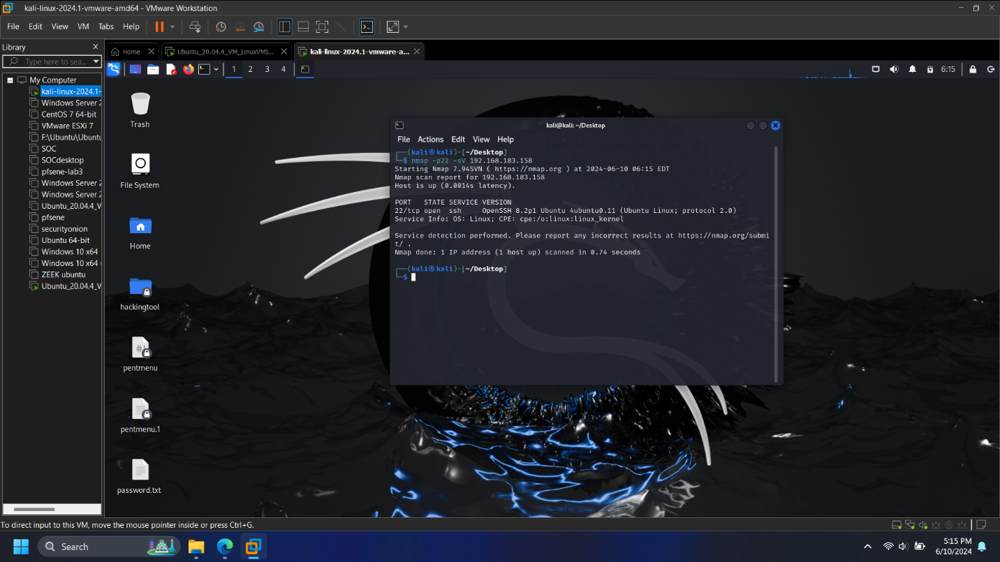 kali-linux-2024.1-vmware-amd64 - VMware Workstation
File Edit View VM Tabs Help
Library
Type here to sea...
My Computer
kali-linux-2024.1-
Windows Server 2
CentOS 7 64-bit
VMware ESXi 7
F:\Ubuntu\Ubuntu
SOC
SOCdesktop
pfsene-lab3
Windows Server 2
Windows Server 2
Ubuntu_20.04.4_V
pfsene
securityonion
Ubuntu 64-bit
Windows 10 x64
Windows 10 x64
ZEEK ubuntu
Ubuntu_20.04.4_V
Home
Ubuntu_20.04.4_VM_LinuxVMI...
kali-linux-2024.1-vmware-a...
1 2 3 4
6:15
Trash
File System
Home
hackingtool
#!
pentmenu
pentmenu.1
password.txt
kali@kali: ~/Desktop
File Actions Edit View Help
┌──(kali㉿kali)-[~/Desktop]
└─$ nmap -p22 -sV 192.168.183.158
Starting Nmap 7.94SVN ( https://nmap.org ) at 2024-06-10 06:15 EDT
Nmap scan report for 192.168.183.158
Host is up (0.0014s latency).
PORT   STATE SERVICE VERSION
22/tcp open  ssh     OpenSSH 8.2p1 Ubuntu 4ubuntu0.11 (Ubuntu Linux; protocol 2.0)
Service Info: OS: Linux; CPE: cpe:/o:linux:linux_kernel
Service detection performed. Please report any incorrect results at https://nmap.org/submi
t/ .
Nmap done: 1 IP address (1 host up) scanned in 0.74 seconds
┌──(kali㉿kali)-[~/Desktop]
└─$
To direct input to this VM, move the mouse pointer inside or press Ctrl+G.
Search
5:15 PM
6/10/2024